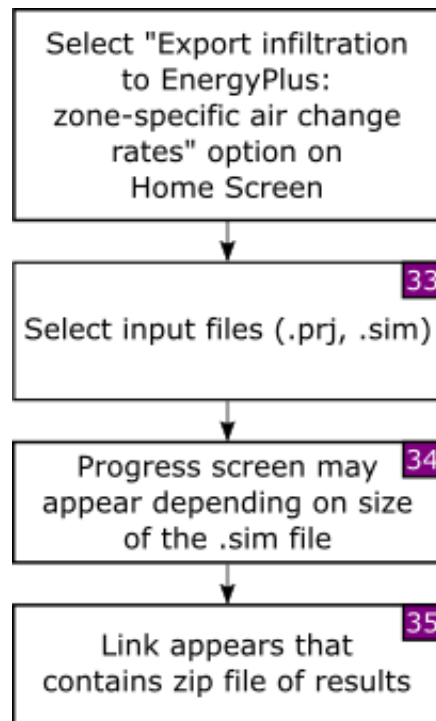 Select "Export infiltration
to EnergyPlus:
zone-specific air change
rates" option on
Home Screen
33
Select input files (.prj, .sim)
34
Progress screen may
appear depending on size
of the .sim file
35
Link appears that
contains zip file of results